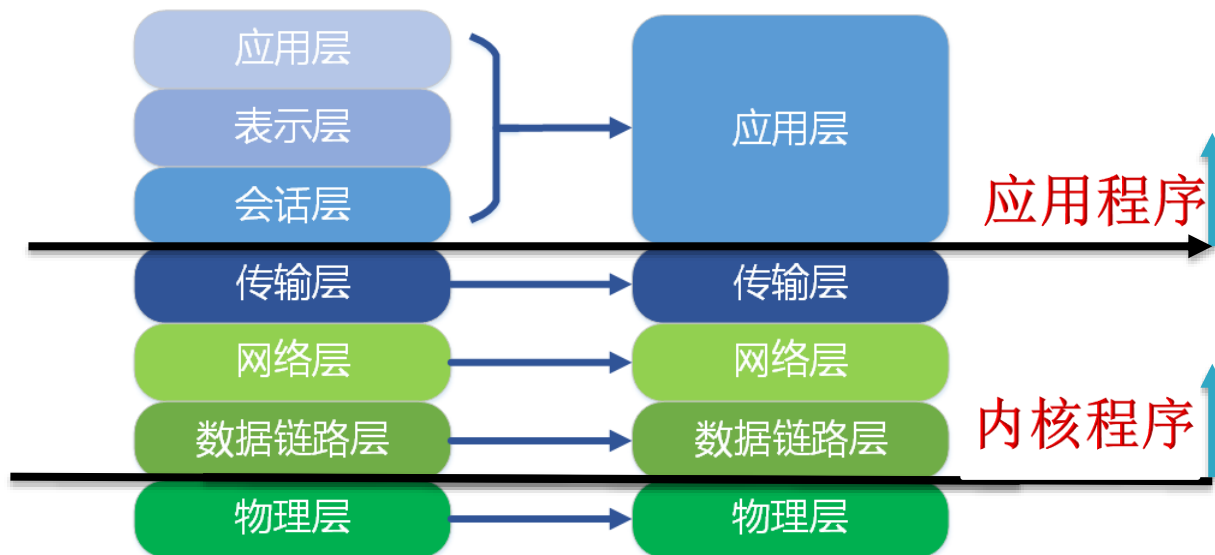 应用层
表示层
会话层
传输层
网络层
数据链路层
物理层
应用层
传输层
网络层
数据链路层
物理层
应用程序
内核程序